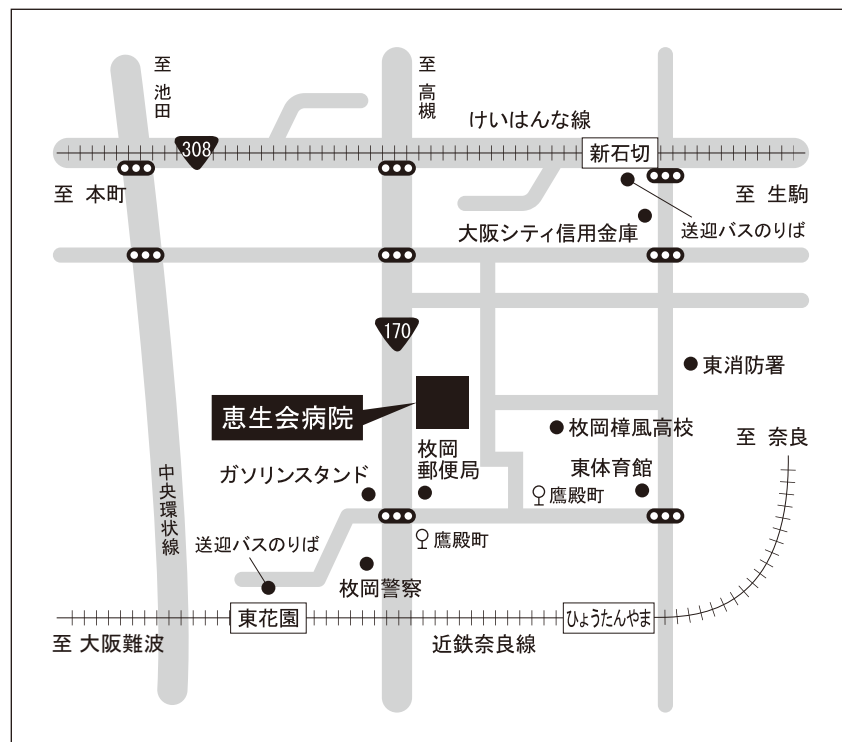 至 池田
至 高槻
けいはんな線
308
新石切
至 本町
至 生駒
送迎バスのりば
大阪シティ信用金庫
170
東消防署
恵生会病院
枚岡樟風高校
至 奈良
枚岡
郵便局
ガソリンスタンド
東体育館
鷹殿町
中央環状線
鷹殿町
送迎バスのりば
枚岡警察
東花園
ひょうたんやま
至 大阪難波
近鉄奈良線